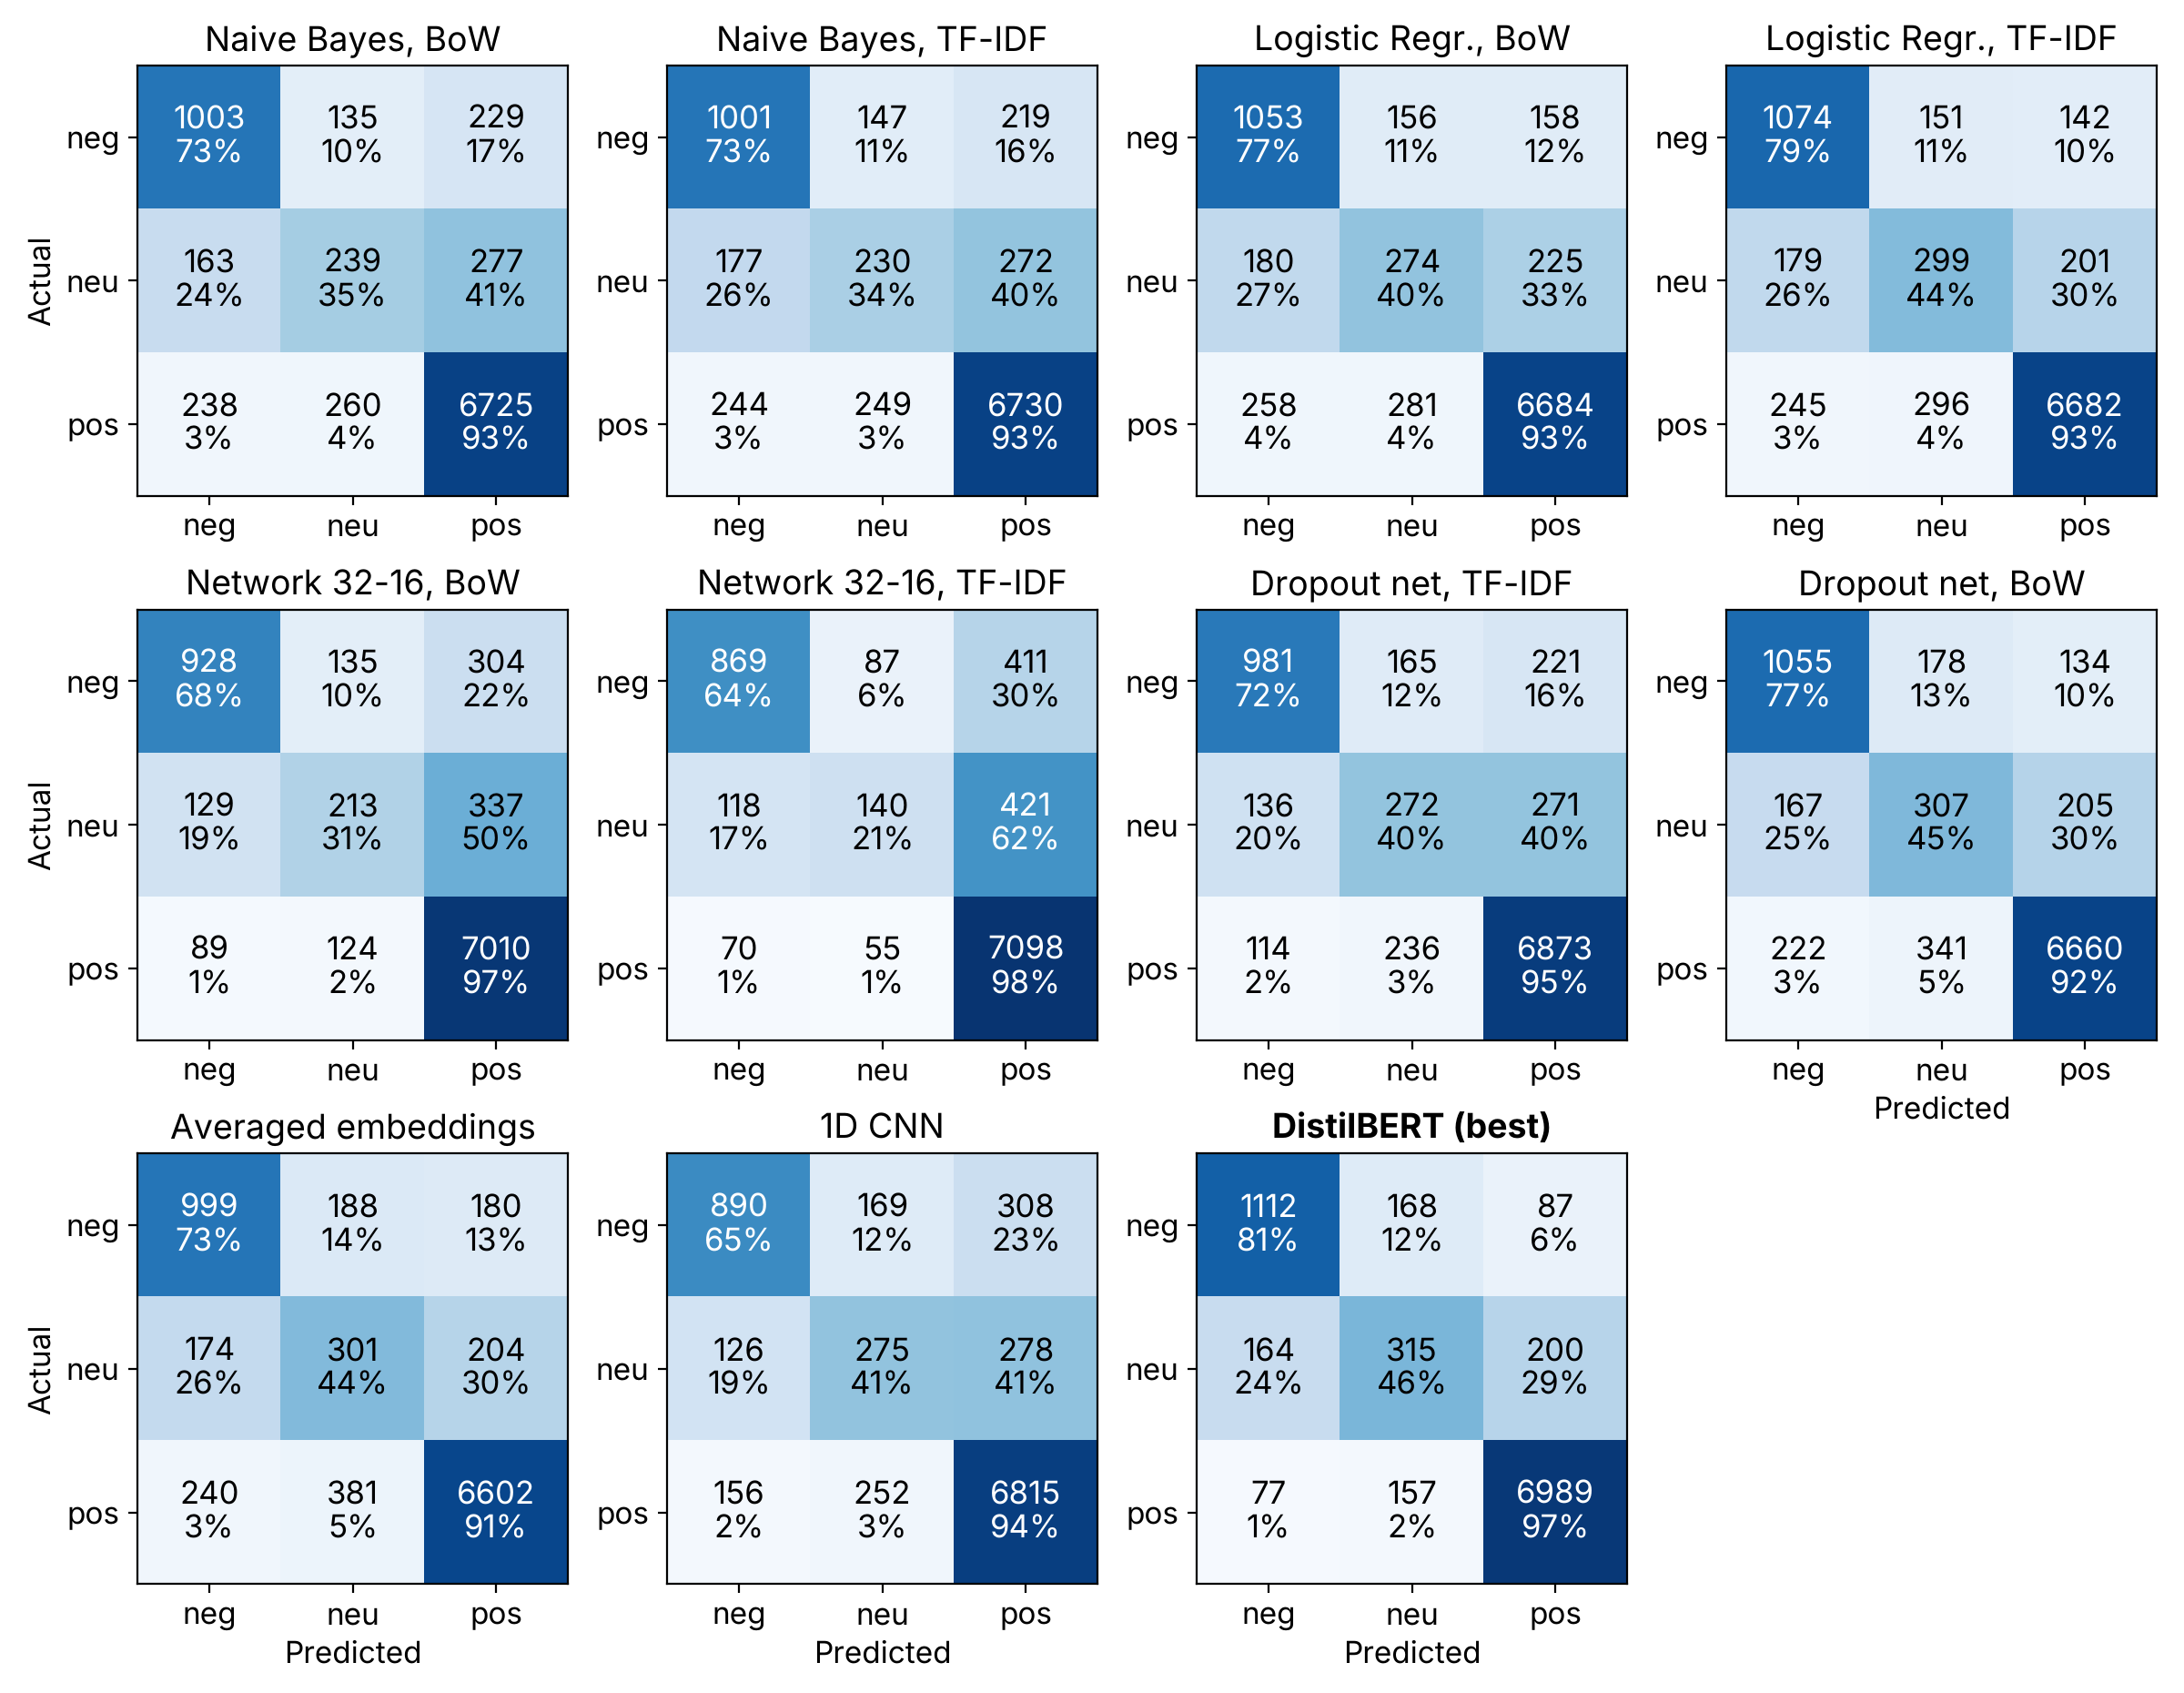 Naive Bayes, BoW
Actual
neg
1003 135 229
73% 10% 17%
neu
163 239 277
24% 35% 41%
pos
238 260 6725
3% 4% 93%
neg neu pos
Naive Bayes, TF-IDF
neg
1001 147 219
73% 11% 16%
neu
177 230 272
26% 34% 40%
pos
244 249 6730
3% 3% 93%
neg neu pos
Logistic Regr., BoW
neg
1053 156 158
77% 11% 12%
neu
180 274 225
27% 40% 33%
pos
258 281 6684
4% 4% 93%
neg neu pos
Logistic Regr., TF-IDF
neg
1074 151 142
79% 11% 10%
neu
179 299 201
26% 44% 30%
pos
245 296 6682
3% 4% 93%
neg neu pos
Network 32-16, BoW
Actual
neg
928 135 304
68% 10% 22%
neu
129 213 337
19% 31% 50%
pos
89 124 7010
1% 2% 97%
neg neu pos
Network 32-16, TF-IDF
neg
869 87 411
64% 6% 30%
neu
118 140 421
17% 21% 62%
pos
70 55 7098
1% 1% 98%
neg neu pos
Dropout net, TF-IDF
neg
981 165 221
72% 12% 16%
neu
136 272 271
20% 40% 40%
pos
114 236 6873
2% 3% 95%
neg neu pos
Dropout net, BoW
neg
1055 178 134
77% 13% 10%
neu
167 307 205
25% 45% 30%
pos
222 341 6660
3% 5% 92%
neg neu pos
Predicted
Averaged embeddings
Actual
neg
999 188 180
73% 14% 13%
neu
174 301 204
26% 44% 30%
pos
240 381 6602
3% 5% 91%
neg neu pos
Predicted
1D CNN
neg
890 169 308
65% 12% 23%
neu
126 275 278
19% 41% 41%
pos
156 252 6815
2% 3% 94%
neg neu pos
Predicted
DistilBERT (best)
neg
1112 168 87
81% 12% 6%
neu
164 315 200
24% 46% 29%
pos
77 157 6989
1% 2% 97%
neg neu pos
Predicted